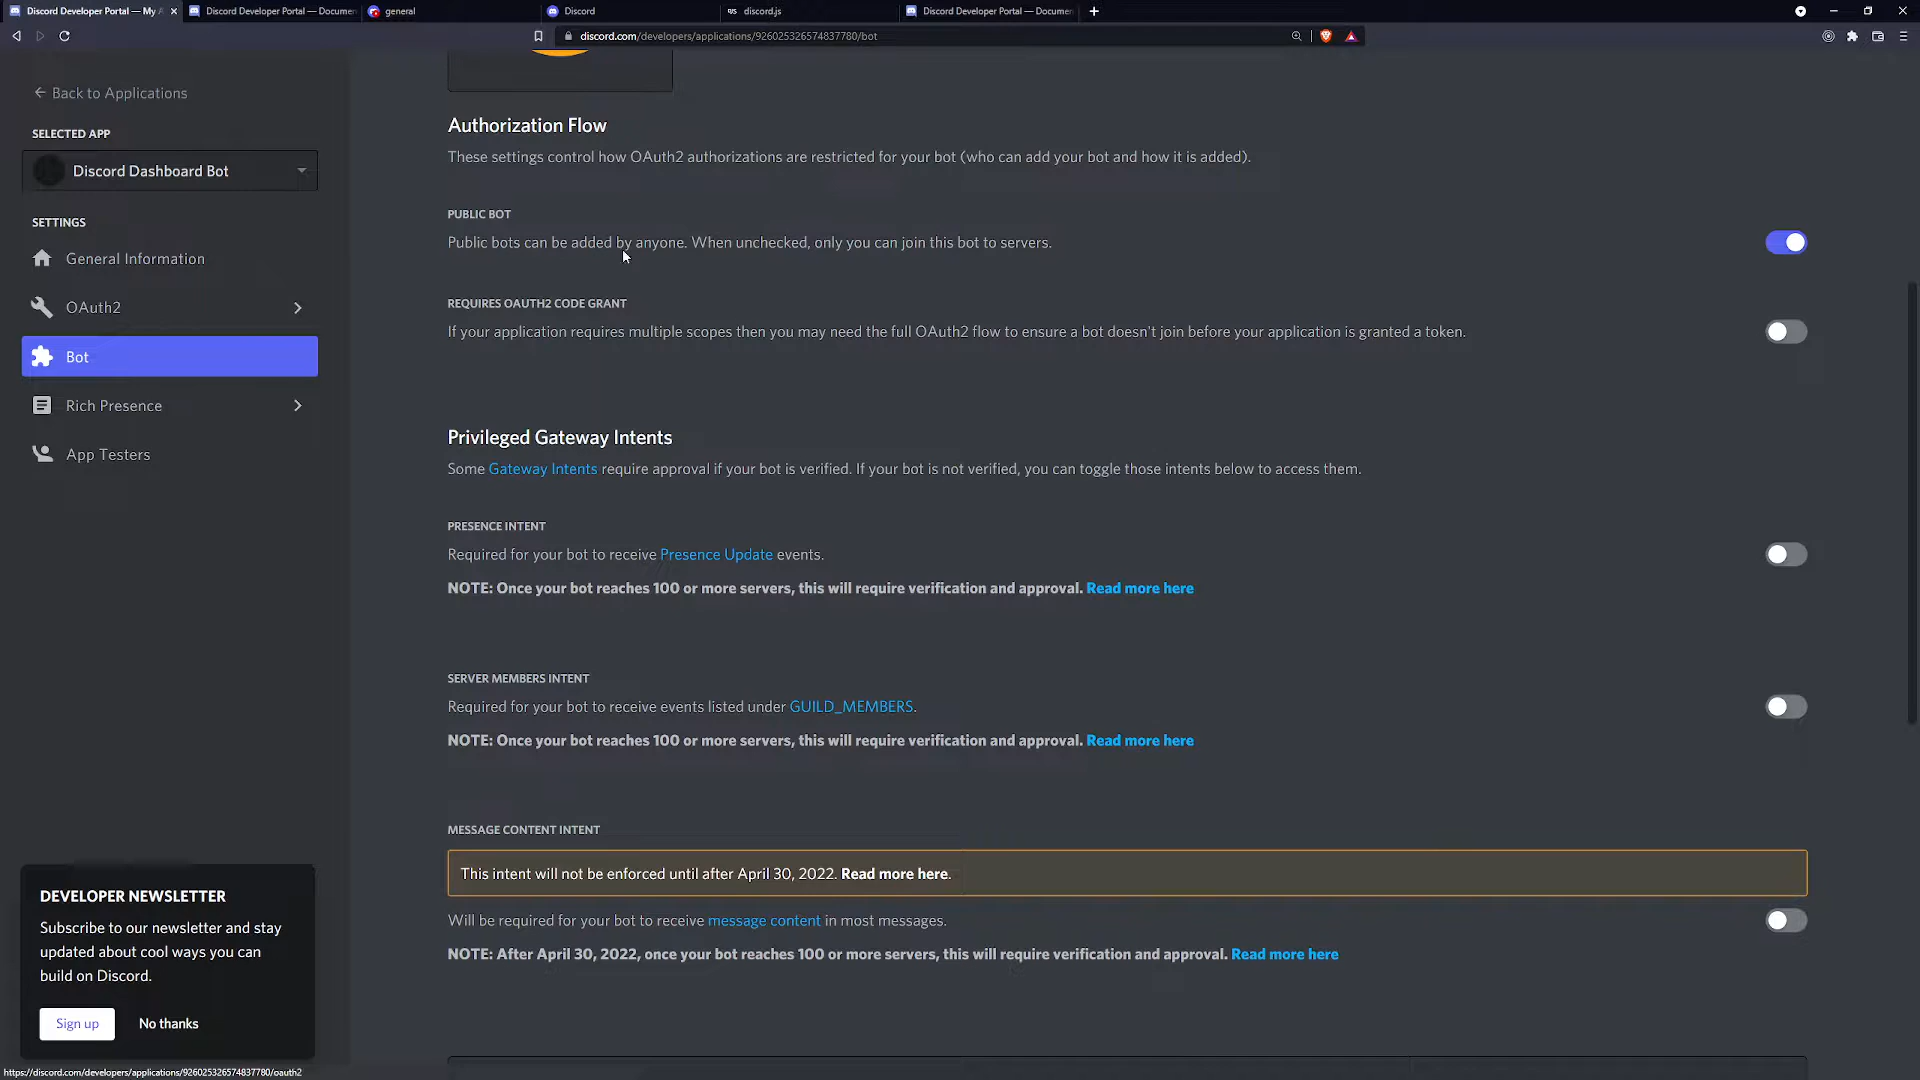 Discord Developer Portal — My A
Discord Developer Portal — Documen
general
Discord
discord.js
Discord Developer Portal — Documen
discord.com/developers/applications/926025326574837780/bot
Back to Applications
SELECTED APP
Discord Dashboard Bot
SETTINGS
General Information
OAuth2
Bot
Rich Presence
App Testers
Authorization Flow
These settings control how OAuth2 authorizations are restricted for your bot (who can add your bot and how it is added).
PUBLIC BOT
Public bots can be added by anyone. When unchecked, only you can join this bot to servers.
REQUIRES OAUTH2 CODE GRANT
If your application requires multiple scopes then you may need the full OAuth2 flow to ensure a bot doesn't join before your application is granted a token.
Privileged Gateway Intents
Some Gateway Intents require approval if your bot is verified. If your bot is not verified, you can toggle those intents below to access them.
PRESENCE INTENT
Required for your bot to receive Presence Update events.
NOTE: Once your bot reaches 100 or more servers, this will require verification and approval. Read more here
SERVER MEMBERS INTENT
Required for your bot to receive events listed under GUILD_MEMBERS.
NOTE: Once your bot reaches 100 or more servers, this will require verification and approval. Read more here
MESSAGE CONTENT INTENT
This intent will not be enforced until after April 30, 2022. Read more here.
Will be required for your bot to receive message content in most messages.
NOTE: After April 30, 2022, once your bot reaches 100 or more servers, this will require verification and approval. Read more here
DEVELOPER NEWSLETTER
Subscribe to our newsletter and stay
updated about cool ways you can
build on Discord.
Sign up
No thanks
https://discord.com/developers/applications/926025326574837780/oauth2